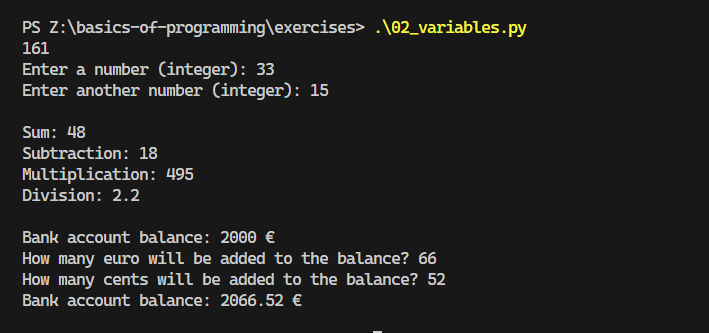 PS Z:\basics-of-programming\exercises> .\02_variables.py
161
Enter a number (integer): 33
Enter another number (integer): 15
Sum: 48
Subtraction: 18
Multiplication: 495
Division: 2.2
Bank account balance: 2000 €
How many euro will be added to the balance? 66
How many cents will be added to the balance? 52
Bank account balance: 2066.52 €